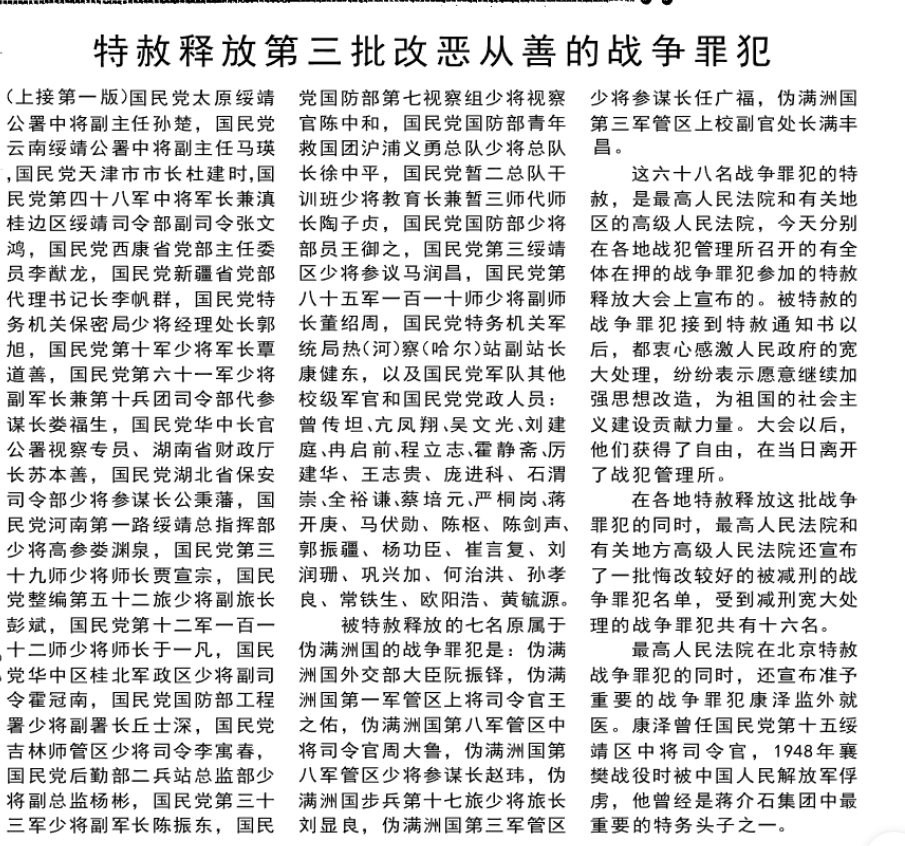 特赦释放第三批改恶从善的战争罪犯
(上接第一版)国民党太原绥靖
公署中将副主任孙楚，国民党
云南绥靖公署中将副主任马瑛
,国民党天津市市长杜建时,国
民党第四十八军中将军长兼滇
桂边区绥靖司令部副司令张文
鸿，国民党西康省党部主任委
员李猷龙，国民党新疆省党部
代理书记长李帆群，国民党特
务机关保密局少将经理处长郭
旭，国民党第十军少将军长覃
道善，国民党第六十一军少将
副军长兼第十兵团司令部代参
谋长娄福生，国民党华中长官
公署视察专员、湖南省财政厅
长苏本善，国民党湖北省保安
司令部少将参谋长公秉藩，国
民党河南第一路绥靖总指挥部
少将高参娄渊泉，国民党第三
十九师少将师长贾宣宗，国民
党整编第五十二旅少将副旅长
彭斌，国民党第十二军一百一
十二师少将师长于一凡，国民
党华中区桂北军政区少将副司
令霍冠南，国民党国防部工程
署少将副署长丘士深，国民党
吉林师管区少将司令李寓春，
国民党后勤部二兵站总监部少
将副总监杨彬，国民党第三十
三军少将副军长陈振东，国民
党国防部第七视察组少将视察
官陈中和，国民党国防部青年
救国团沪浦义勇总队少将总队
长徐中平，国民党暂二总队干
训班少将教育长兼暂三师代师
长陶子贞，国民党国防部少将
部员王御之，国民党第三绥靖
区少将参议马润昌，国民党第
八十五军一百一十师少将副师
长董绍周，国民党特务机关军
统局热(河)察(哈尔)站副站长
康健东，以及国民党军队其他
校级军官和国民党党政人员：
曾传坦、亢凤翔、吴文光、刘建
庭、冉启前、程立志、霍静斋、厉
建华、王志贵、庞进科、石渭
崇、全裕谦、蔡培元、严桐岗、蒋
开庚、马伏勋、陈枢、陈剑声、
郭振疆、杨功臣、崔言复、刘
润珊、巩兴加、何治洪、孙孝
良、常铁生、欧阳浩、黄毓源。
被特赦释放的七名原属于
伪满洲国的战争罪犯是：伪满
洲国外交部大臣阮振铎，伪满
洲国第一军管区上将司令官王
之佑，伪满洲国第八军管区中
将司令官周大鲁，伪满洲国第
八军管区少将参谋长赵玮，伪
满洲国步兵第十七旅少将旅长
刘显良，伪满洲国第三军管区
少将参谋长任广福，伪满洲国
第三军管区上校副官处长满丰
昌。
这六十八名战争罪犯的特
赦，是最高人民法院和有关地
区的高级人民法院，今天分别
在各地战犯管理所召开的有全
体在押的战争罪犯参加的特赦
释放大会上宣布的。被特赦的
战争罪犯接到特赦通知书以
后，都衷心感激人民政府的宽
大处理，纷纷表示愿意继续加
强思想改造，为祖国的社会主
义建设贡献力量。大会以后，
他们获得了自由，在当日离开
了战犯管理所。
在各地特赦释放这批战争
罪犯的同时，最高人民法院和
有关地方高级人民法院还宣布
了一批悔改较好的被减刑的战
争罪犯名单，受到减刑宽大处
理的战争罪犯共有十六名。
最高人民法院在北京特赦
战争罪犯的同时，还宣布准予
重要的战争罪犯康泽监外就
医。康泽曾任国民党第十五绥
靖区中将司令官，1948年襄
樊战役时被中国人民解放军俘
虏，他曾经是蒋介石集团中最
重要的特务头子之一。